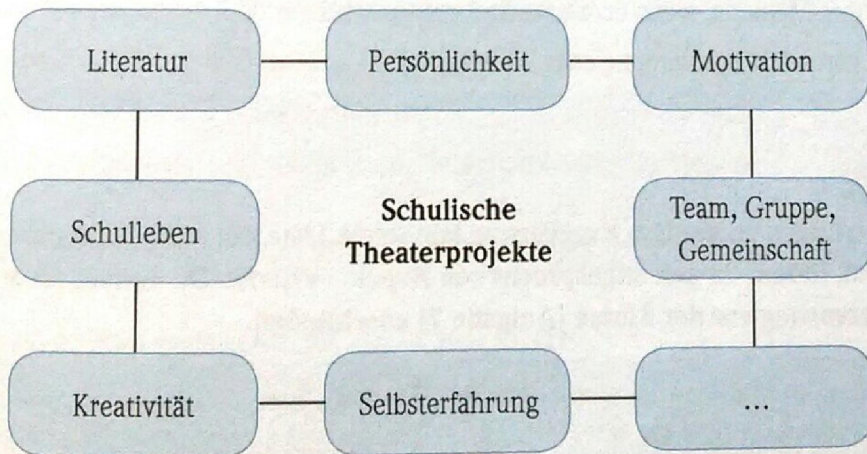 Literatur
Persönlichkeit
Motivation
Schulleben
Schulische
Theaterprojekte
Team, Gruppe,
Gemeinschaft
Kreativität
Selbsterfahrung
...